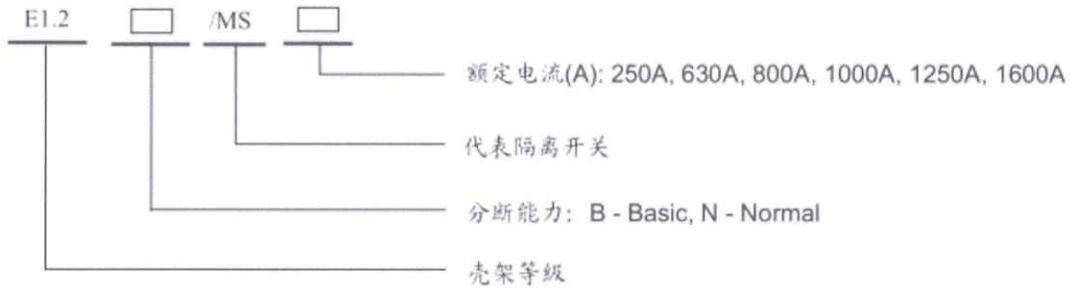 E1.2 /MS
额定电流(A): 250A, 630A, 800A, 1000A, 1250A, 1600A
代表隔离开关
分断能力: B - Basic, N - Normal
壳架等级